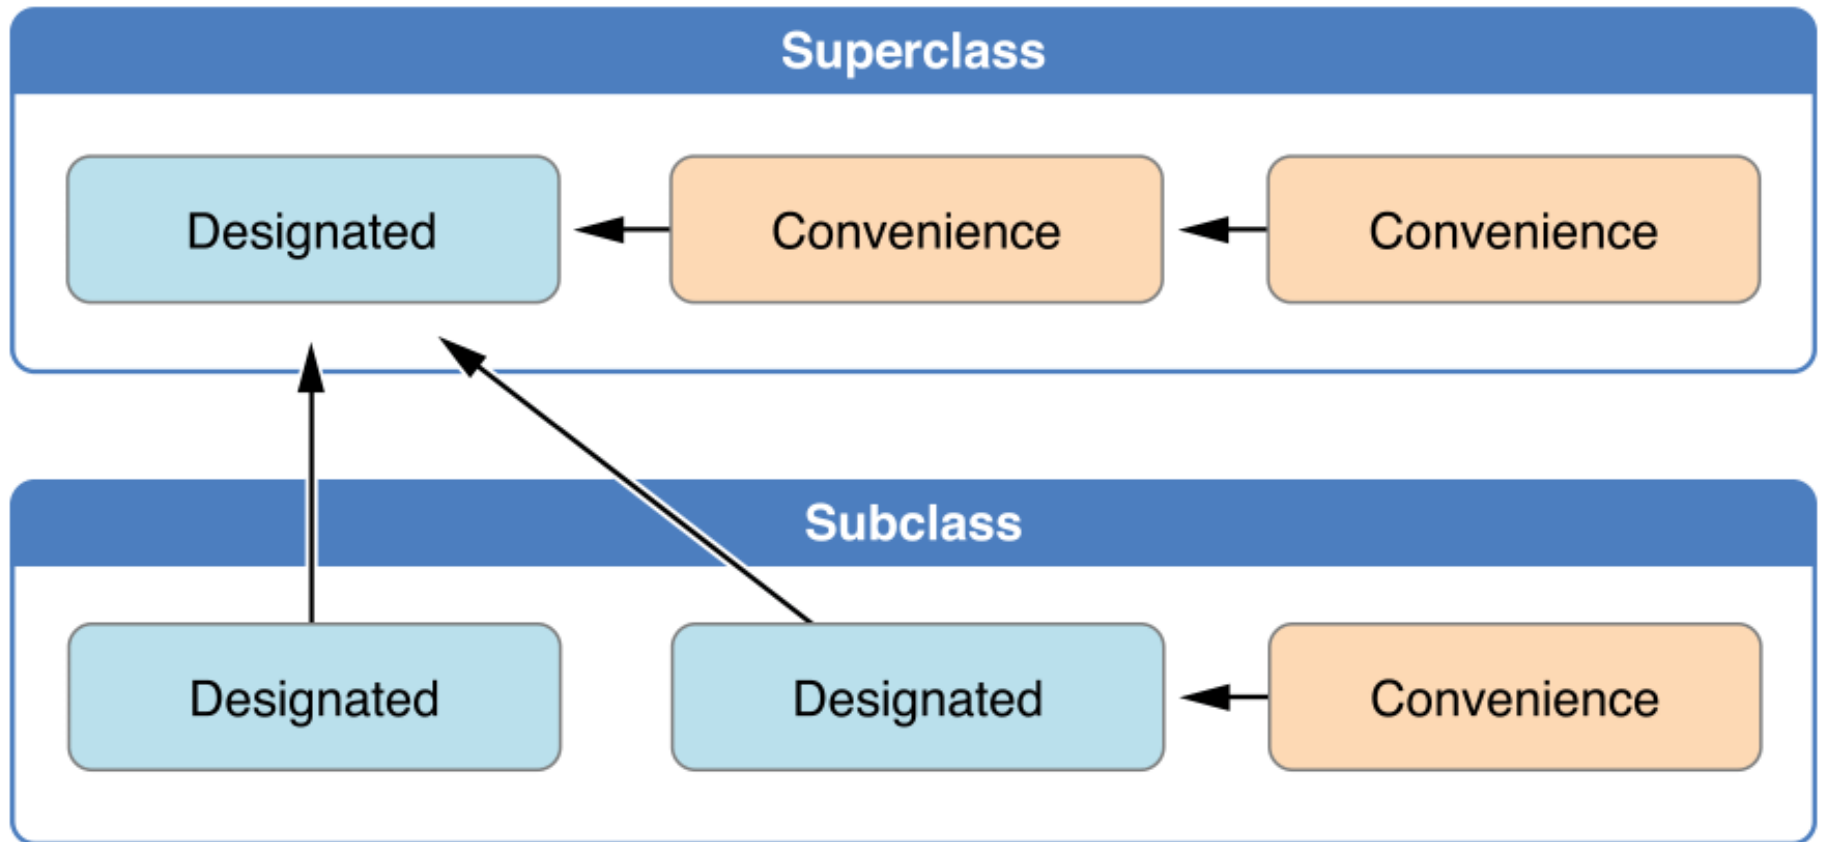 Superclass
Designated
Convenience
Convenience
Subclass
Designated
Designated
Convenience